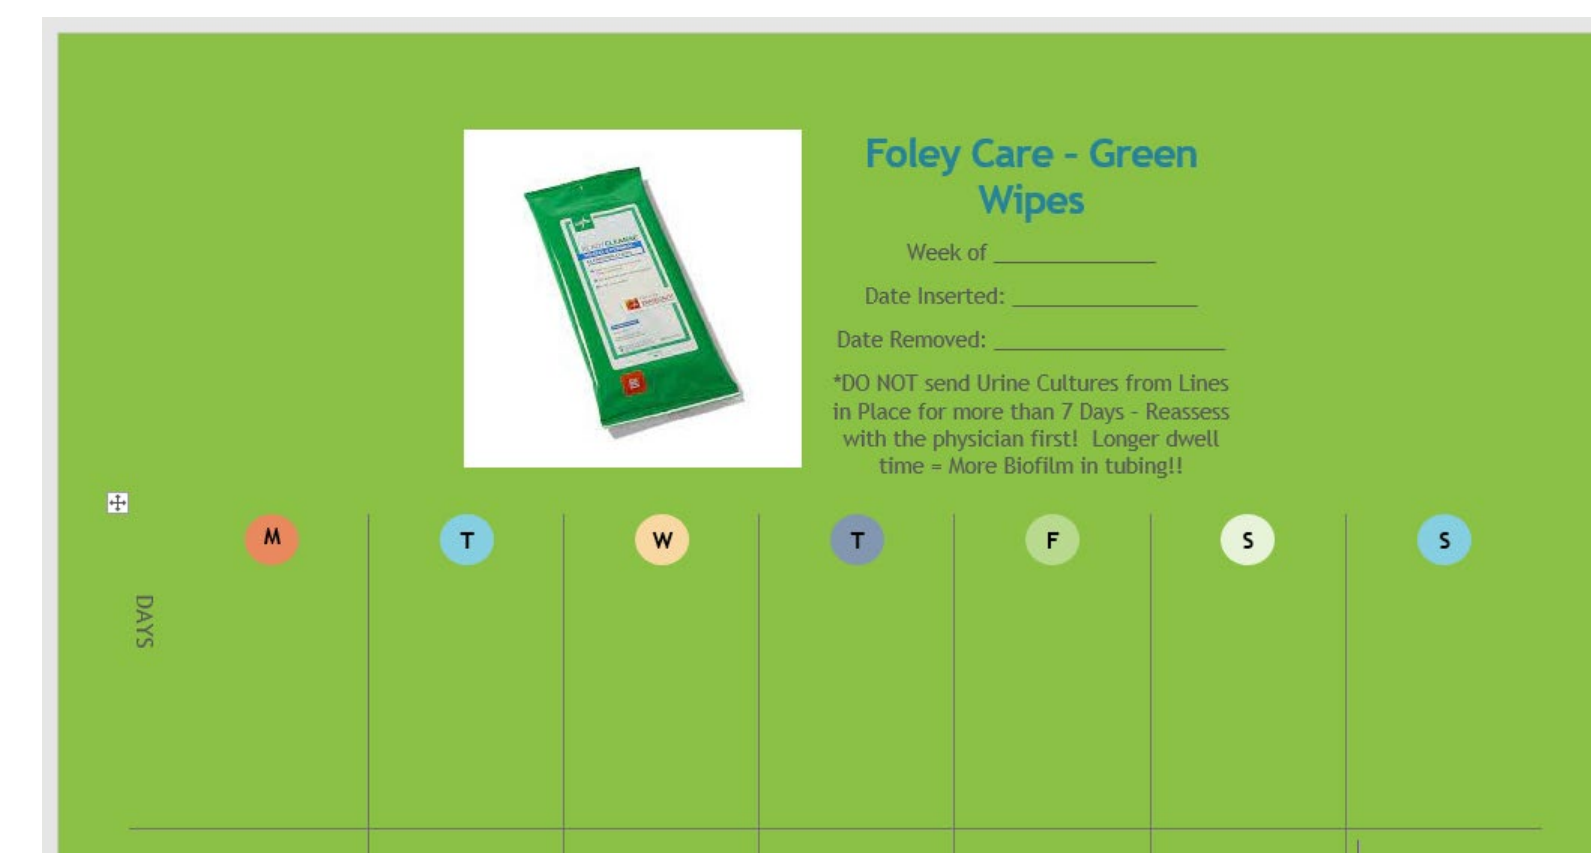 Foley Care – Green
Wipes
Week of ______________
Date Inserted: ________________
Date Removed: ____________________
*DO NOT send Urine Cultures from Lines
in Place for more than 7 Days – Reassess
with the physician first!  Longer dwell
time = More Biofilm in tubing!!
M T W T F S S
DAYS